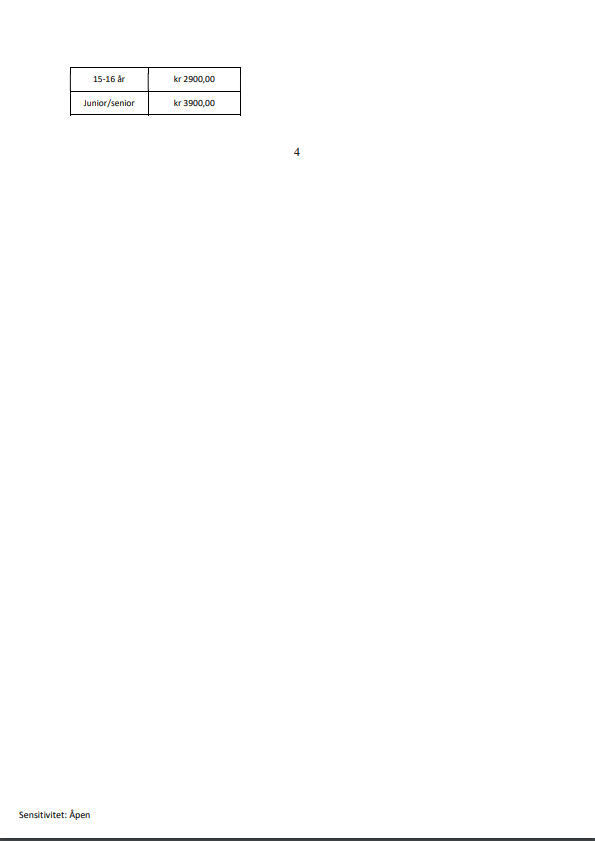 15-16 år kr 2900,00
Junior/senior kr 3900,00
4
Sensitivitet: Åpen